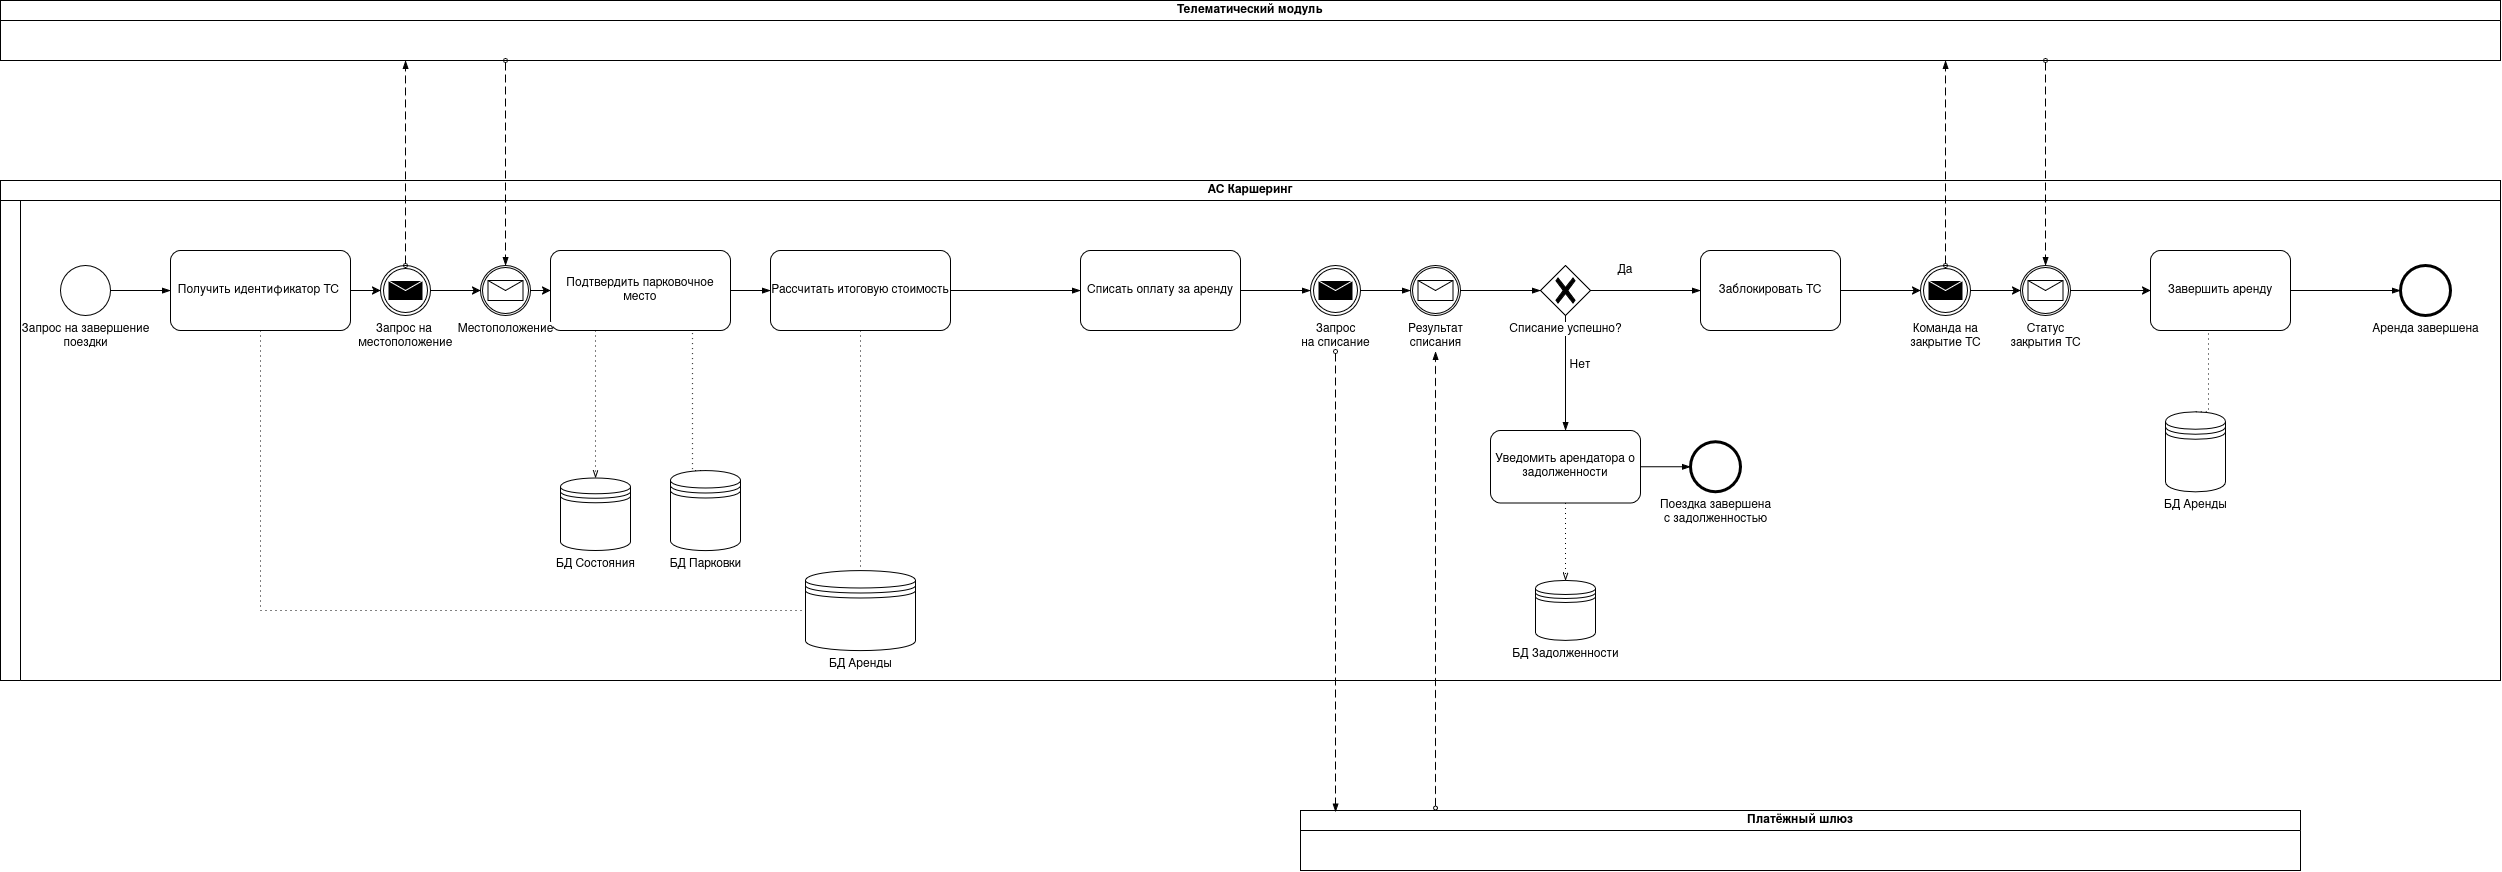 Телематический модуль
АС Каршеринг
Запрос на завершение
поездки
Получить идентификатор ТС
Запрос на
местоположение
Местоположение
Подтвердить парковочное
место
Рассчитать итоговую стоимость
Списать оплату за аренду
Запрос
на списание
Результат
списания
Списание успешно?
Да
Нет
Заблокировать ТС
Команда на
закрытие ТС
Статус
закрытия ТС
Завершить аренду
Аренда завершена
Уведомить арендатора о
задолженности
Поездка завершена
с задолженностью
БД Аренды
БД Состояния
БД Парковки
БД Аренды
БД Задолженности
Платёжный шлюз